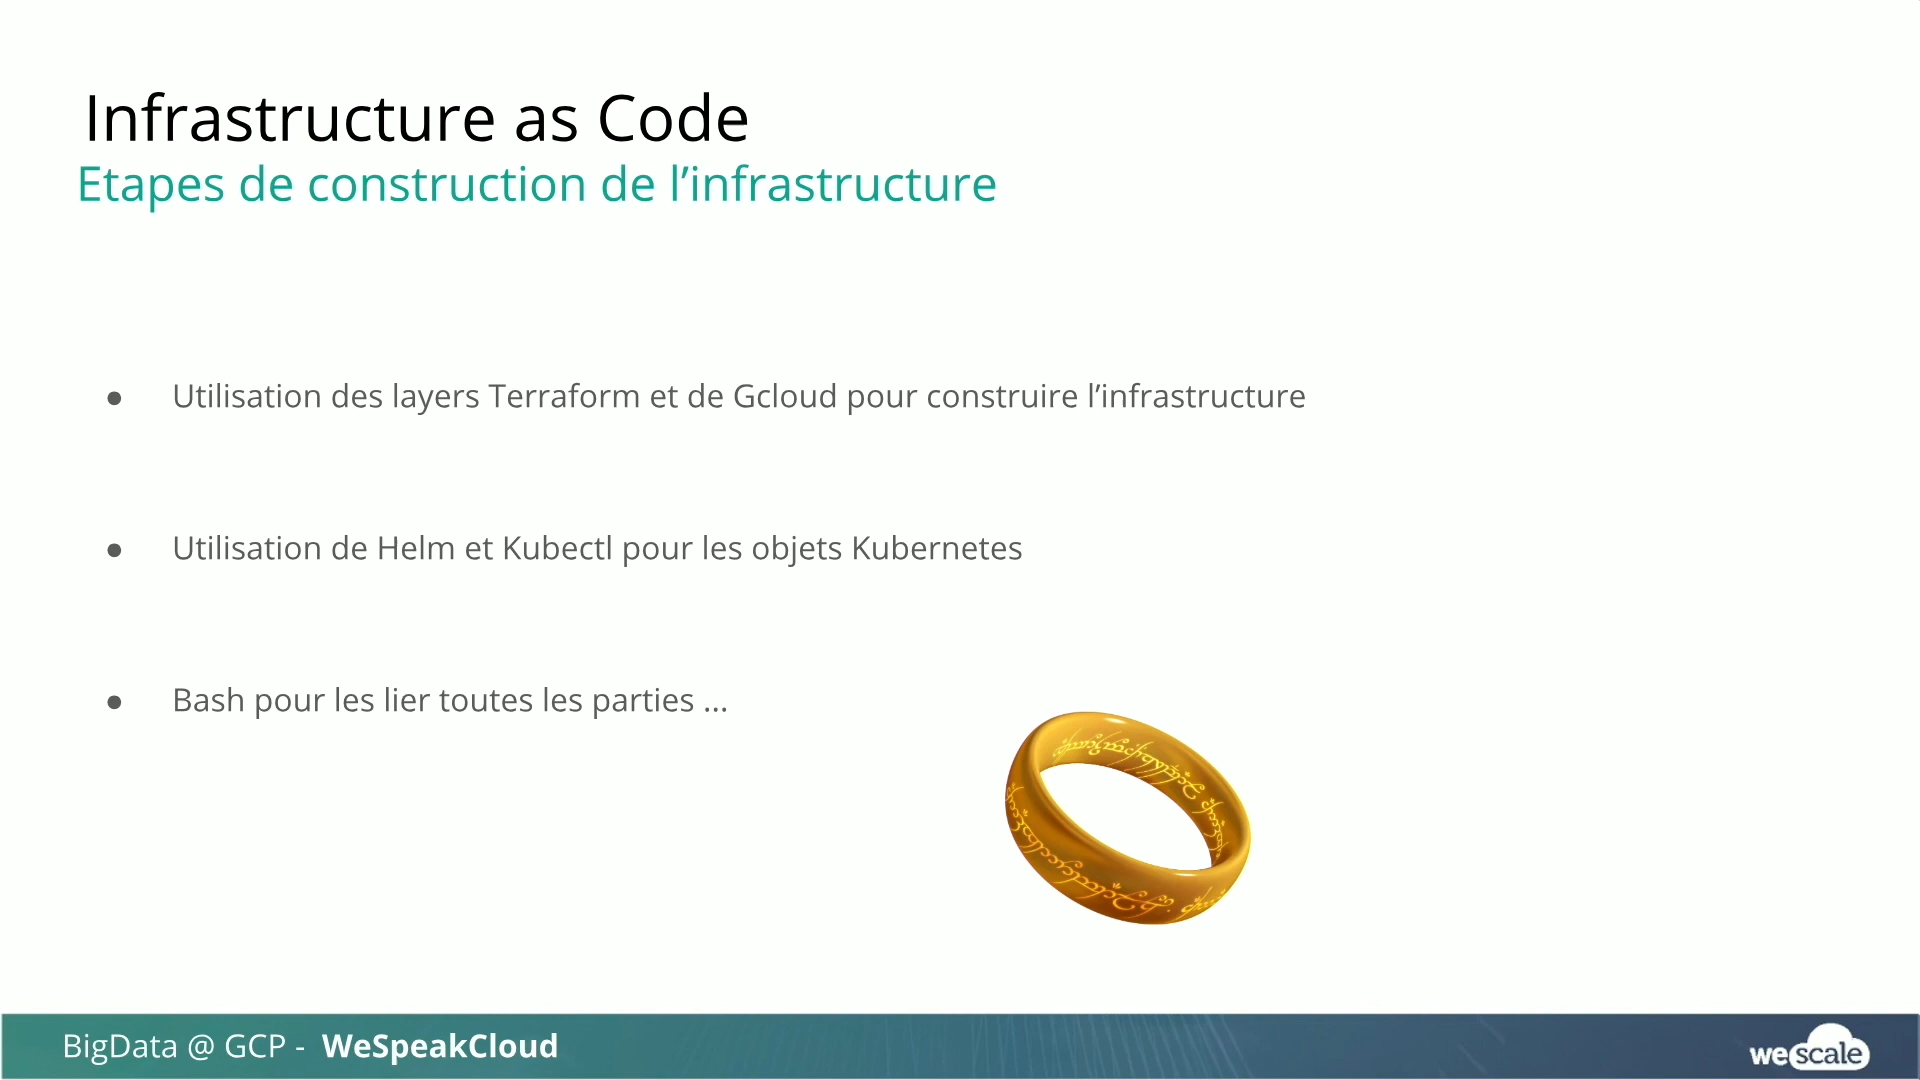 Infrastructure as Code
Etapes de construction de l’infrastructure
● Utilisation des layers Terraform et de Gcloud pour construire l’infrastructure
● Utilisation de Helm et Kubectl pour les objets Kubernetes
● Bash pour les lier toutes les parties ...
BigData @ GCP - WeSpeakCloud
wescale